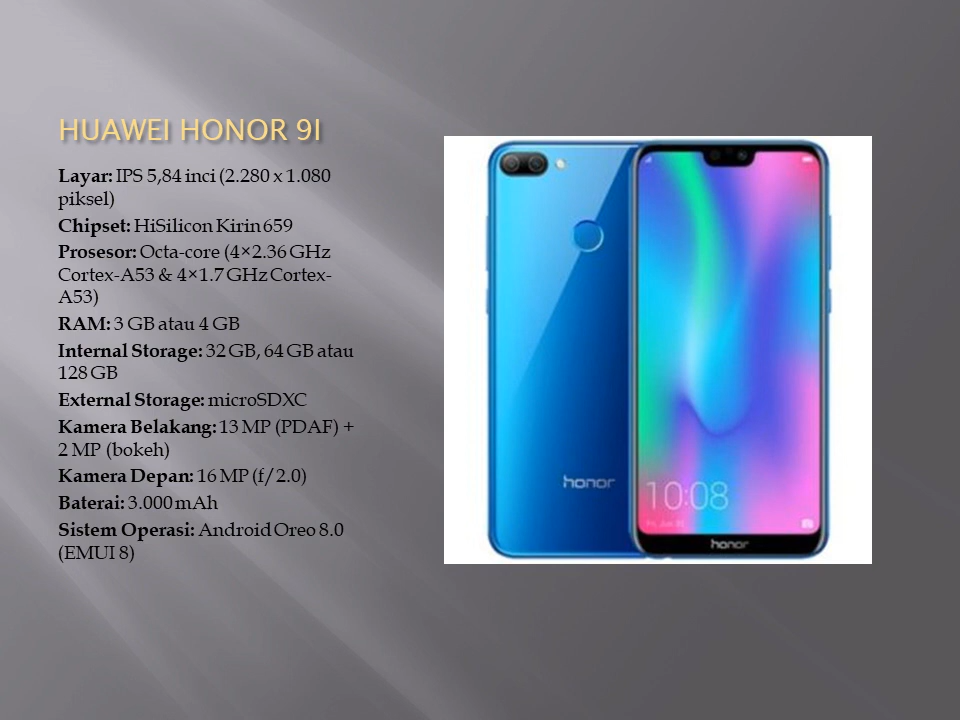 HUAWEI HONOR 9I
Layar: IPS 5,84 inci (2.280 x 1.080
piksel)
Chipset: HiSilicon Kirin 659
Prosesor: Octa-core (4×2.36 GHz
Cortex-A53 & 4×1.7 GHz Cortex-
A53)
RAM: 3 GB atau 4 GB
Internal Storage: 32 GB, 64 GB atau
128 GB
External Storage: microSDXC
Kamera Belakang: 13 MP (PDAF) +
2 MP (bokeh)
Kamera Depan: 16 MP (f/2.0)
Baterai: 3.000 mAh
Sistem Operasi: Android Oreo 8.0
(EMUI 8)
honor
10:08
honor